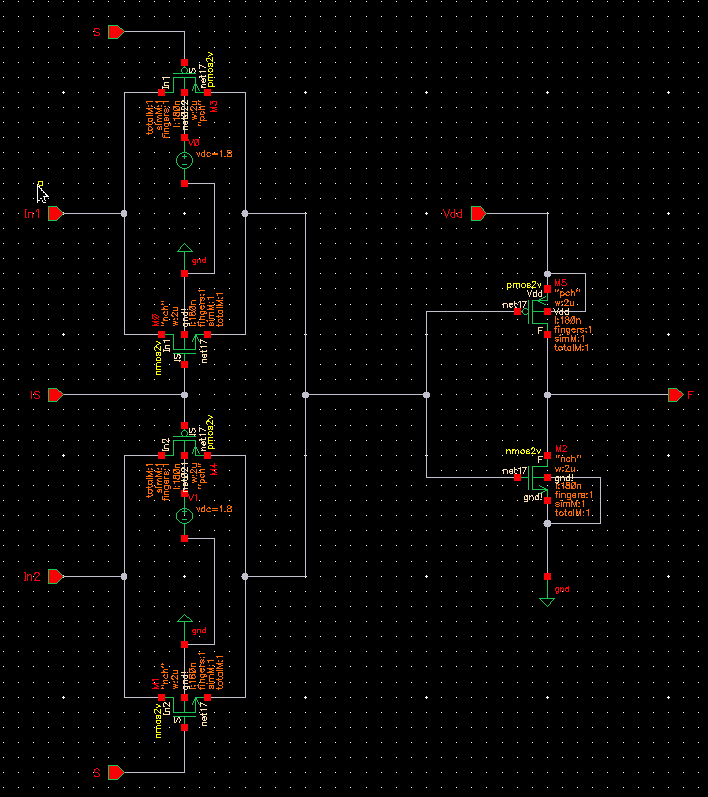 S
IS
net17
pmos2v
In1
M3
totalM:1
simM:1
fingers:1
l:180n
w:2u
"pch"
V0
vdc=1.8
In1
gnd
M0
"nch"
w:2u
gnd!
l:180n
fingers:1
simM:1
totalM:1
nmos2v
In1
IS
net17
IS
IS
net17
pmos2v
In2
M4
totalM:1
simM:1
fingers:1
l:180n
w:2u
"pch"
V1
vdc=1.8
In2
gnd
M1
"nch"
w:2u
gnd!
l:180n
fingers:1
simM:1
totalM:1
nmos2v
In2
net17
S
Vdd
pmos2v
M5
Vdd
"pch"
w:2u
net17
Vdd
l:180n
F
fingers:1
simM:1
totalM:1
F
nmos2v
M2
F
"nch"
w:2u
net17
gnd!
l:180n
gnd!
fingers:1
simM:1
totalM:1
gnd